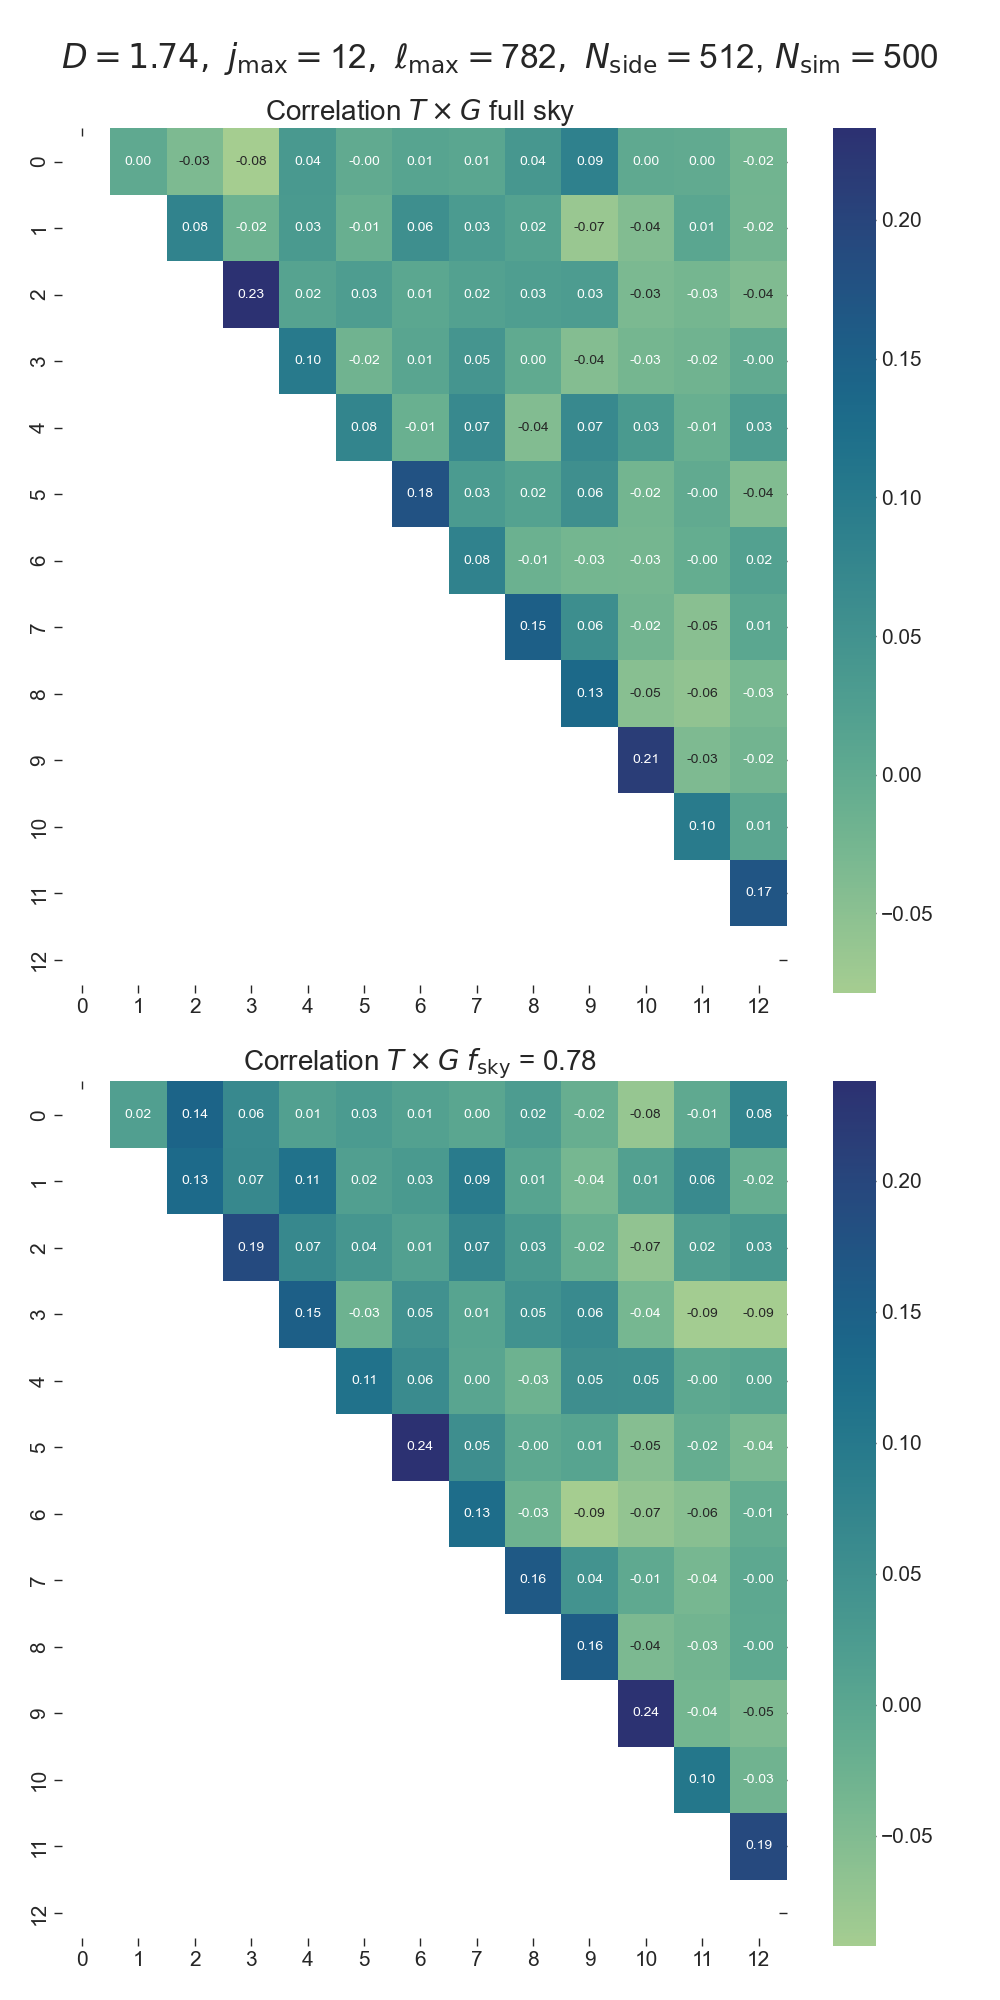 D = 1.74, j_max = 12, ℓ_max = 782, N_side = 512, N_sim = 500
Correlation T × G full sky
0 0.00 -0.03 -0.08 0.04 -0.00 0.01 0.01 0.04 0.09 0.00 0.00 -0.02
1 0.08 -0.02 0.03 -0.01 0.06 0.03 0.02 -0.07 -0.04 0.01 -0.02
2 0.23 0.02 0.03 0.01 0.02 0.03 0.03 -0.03 -0.03 -0.04
3 0.10 -0.02 0.01 0.05 0.00 -0.04 -0.03 -0.02 -0.00
4 0.08 -0.01 0.07 -0.04 0.07 0.03 -0.01 0.03
5 0.18 0.03 0.02 0.06 -0.02 -0.00 -0.04
6 0.08 -0.01 -0.03 -0.03 -0.00 0.02
7 0.15 0.06 -0.02 -0.05 0.01
8 0.13 -0.05 -0.06 -0.03
9 0.21 -0.03 -0.02
10 0.10 0.01
11 0.17
12
0 1 2 3 4 5 6 7 8 9 10 11 12
0.20
0.15
0.10
0.05
0.00
−0.05
Correlation T × G f_sky = 0.78
0 0.02 0.14 0.06 0.01 0.03 0.01 0.00 0.02 -0.02 -0.08 -0.01 0.08
1 0.13 0.07 0.11 0.02 0.03 0.09 0.01 -0.04 0.01 0.06 -0.02
2 0.19 0.07 0.04 0.01 0.07 0.03 -0.02 -0.07 0.02 0.03
3 0.15 -0.03 0.05 0.01 0.05 0.06 -0.04 -0.09 -0.09
4 0.11 0.06 0.00 -0.03 0.05 0.05 -0.00 0.00
5 0.24 0.05 -0.00 0.01 -0.05 -0.02 -0.04
6 0.13 -0.03 -0.09 -0.07 -0.06 -0.01
7 0.16 0.04 -0.01 -0.04 -0.00
8 0.16 -0.04 -0.03 -0.00
9 0.24 -0.04 -0.05
10 0.10 -0.03
11 0.19
12
0 1 2 3 4 5 6 7 8 9 10 11 12
0.20
0.15
0.10
0.05
0.00
−0.05